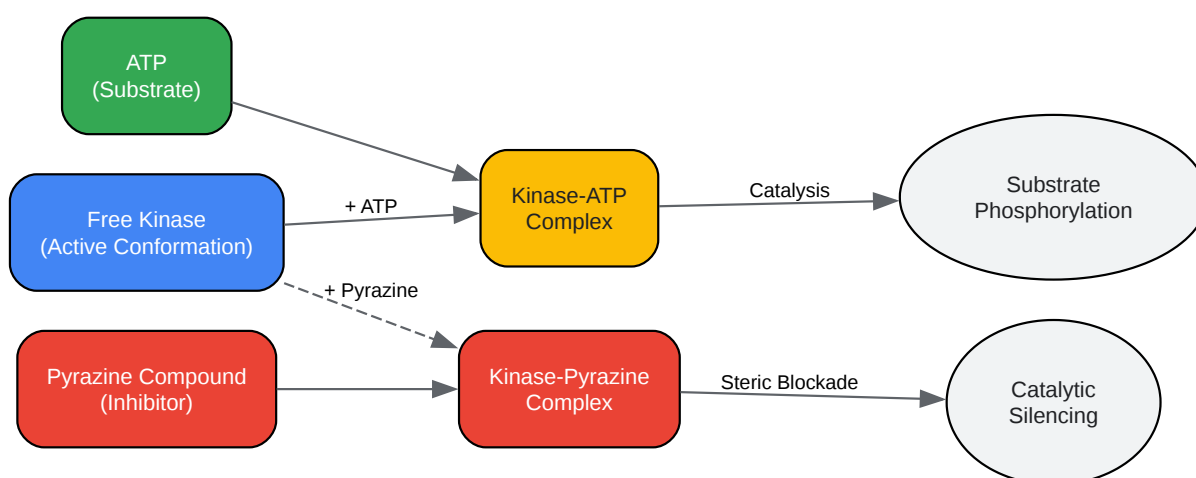 ATP
(Substrate)
Free Kinase
(Active Conformation)
Pyrazine Compound
(Inhibitor)
+ ATP
+ Pyrazine
Kinase-ATP
Complex
Kinase-Pyrazine
Complex
Catalysis
Steric Blockade
Substrate
Phosphorylation
Catalytic
Silencing